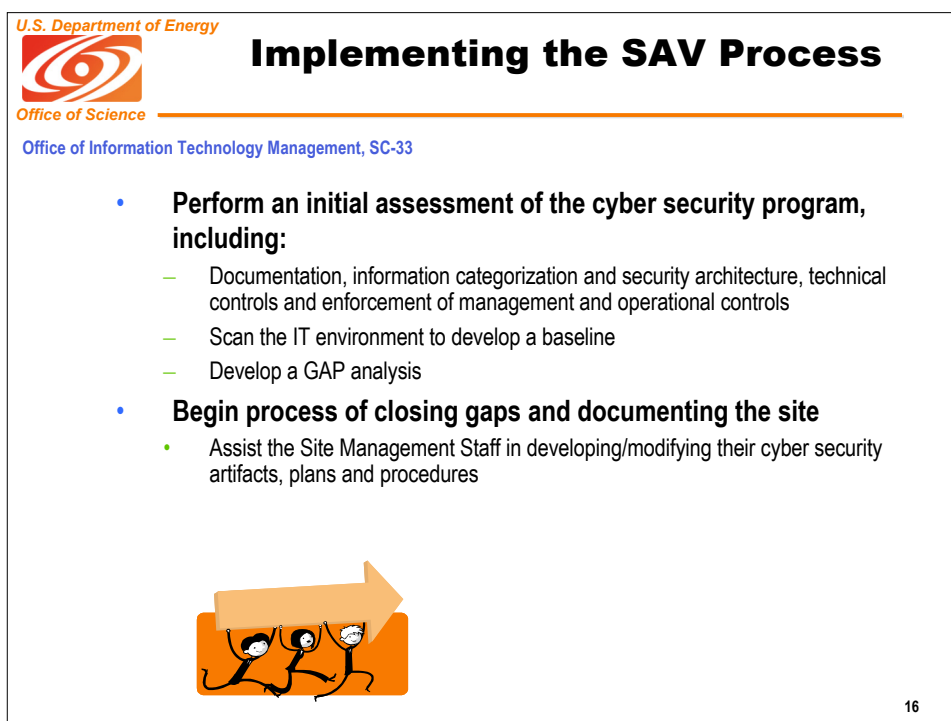 U.S. Department of Energy
Implementing the SAV Process
Office of Science
Office of Information Technology Management, SC-33
• Perform an initial assessment of the cyber security program,
including:
– Documentation, information categorization and security architecture, technical
controls and enforcement of management and operational controls
– Scan the IT environment to develop a baseline
– Develop a GAP analysis
• Begin process of closing gaps and documenting the site
• Assist the Site Management Staff in developing/modifying their cyber security
artifacts, plans and procedures
16